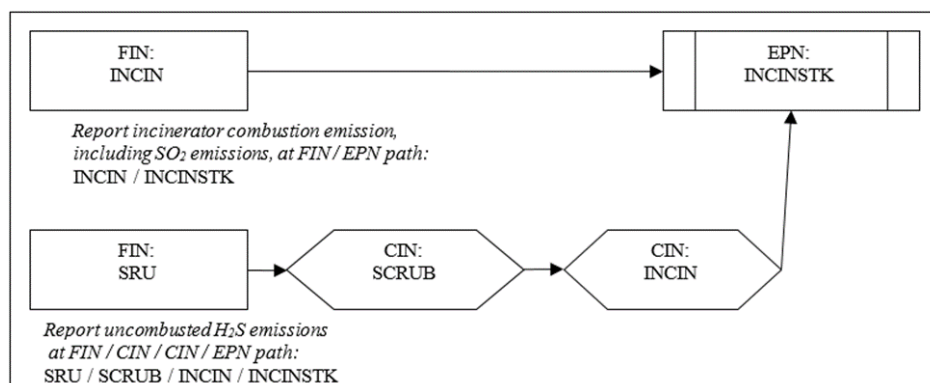 FIN:
INCIN
EPN:
INCINSTK
Report incinerator combustion emission,
including SO₂ emissions, at FIN / EPN path:
INCIN / INCINSTK
FIN:
SRU
CIN:
SCRUB
CIN:
INCIN
Report uncombusted H₂S emissions
at FIN / CIN / CIN / EPN path:
SRU / SCRUB / INCIN / INCINSTK